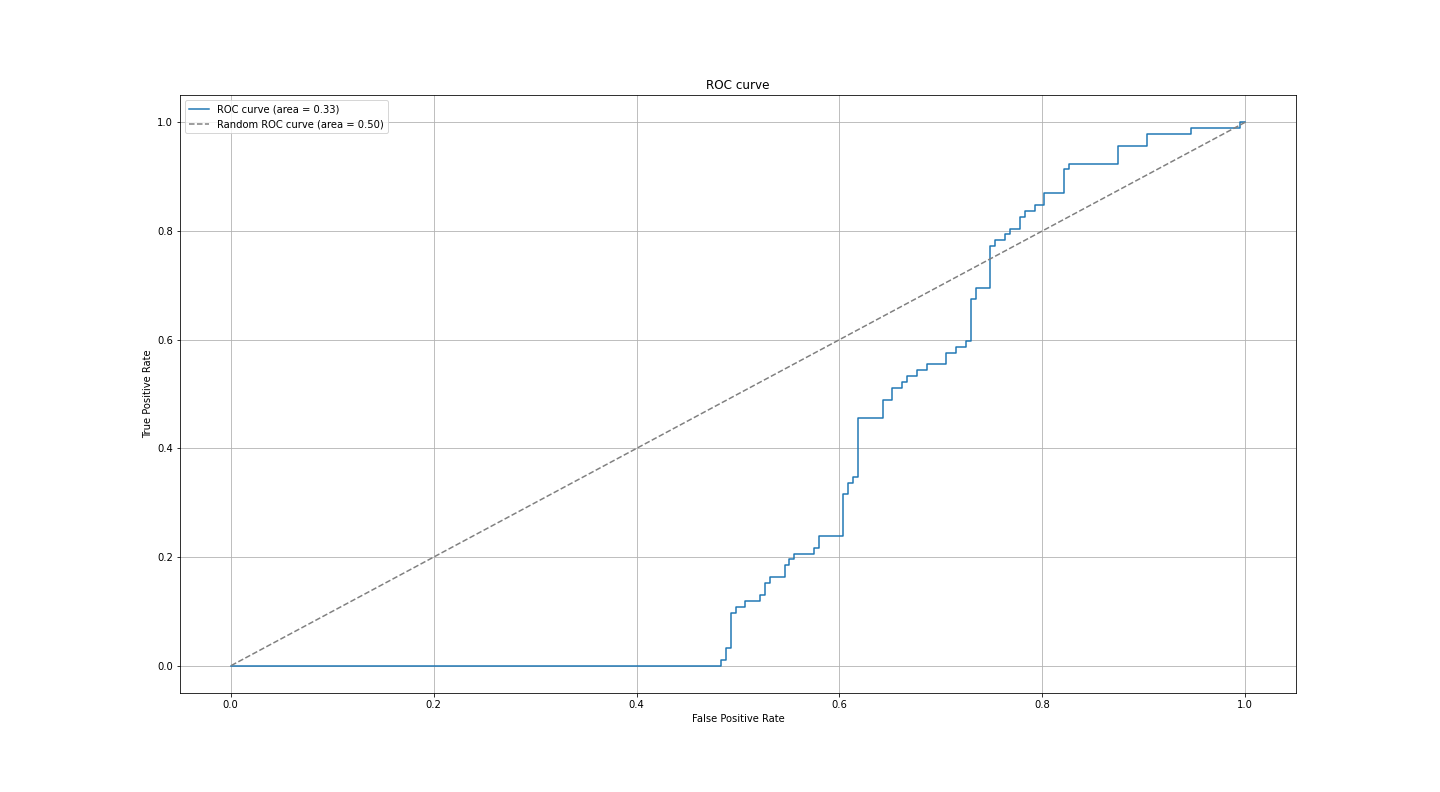 ROC curve
ROC curve (area = 0.33)
Random ROC curve (area = 0.50)
True Positive Rate
1.0
0.8
0.6
0.4
0.2
0.0
0.0 0.2 0.4 0.6 0.8 1.0
False Positive Rate